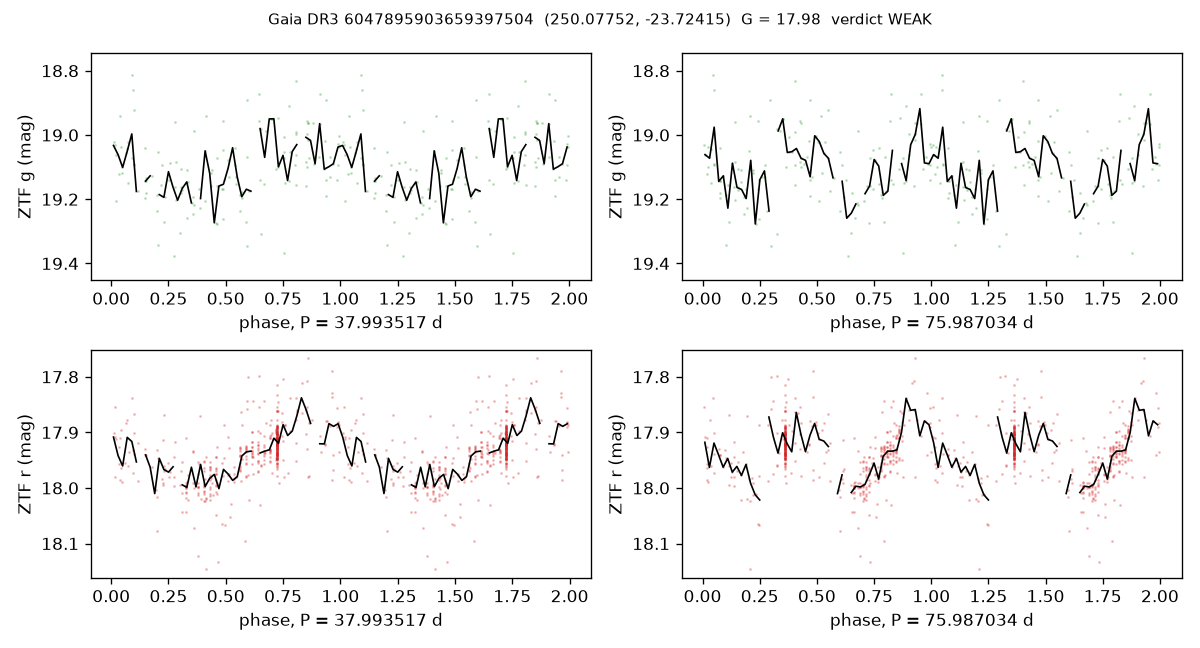 Gaia DR3 6047895903659397504 (250.07752, -23.72415) G = 17.98 verdict WEAK
ZTF g (mag)
18.8
19.0
19.2
19.4
0.00 0.25 0.50 0.75 1.00 1.25 1.50 1.75 2.00
phase, P = 37.993517 d
ZTF g (mag)
18.8
19.0
19.2
19.4
0.00 0.25 0.50 0.75 1.00 1.25 1.50 1.75 2.00
phase, P = 75.987034 d
ZTF r (mag)
17.8
17.9
18.0
18.1
0.00 0.25 0.50 0.75 1.00 1.25 1.50 1.75 2.00
phase, P = 37.993517 d
ZTF r (mag)
17.8
17.9
18.0
18.1
0.00 0.25 0.50 0.75 1.00 1.25 1.50 1.75 2.00
phase, P = 75.987034 d